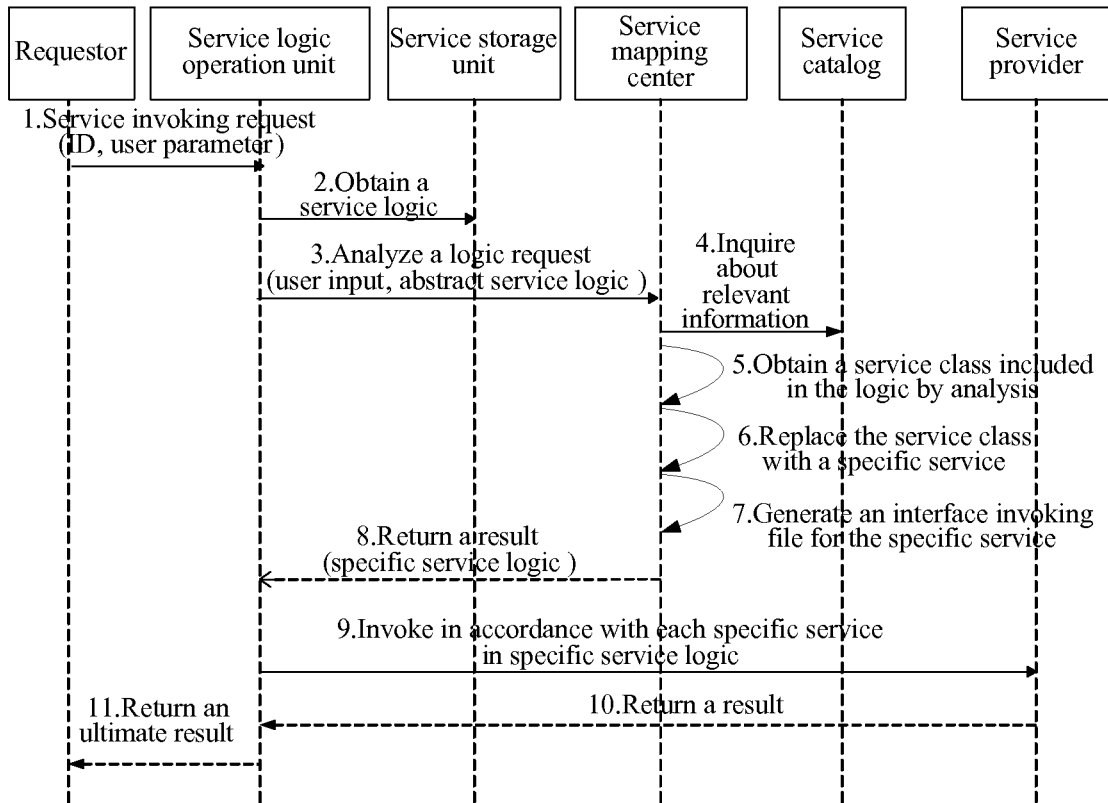 Requestor
Service logic
operation unit
Service storage
unit
Service
mapping
center
Service
catalog
Service
provider
1.Service invoking request
(ID, user parameter)
2.Obtain a
service logic
3.Analyze a logic request
(user input, abstract service logic )
4.Inquire
about
relevant
information
5.Obtain a service class included
in the logic by analysis
6.Replace the service class
with a specific service
7.Generate an interface invoking
file for the specific service
8.Return a result
(specific service logic )
9.Invoke in accordance with each specific service
in specific service logic
10.Return a result
11.Return an
ultimate result